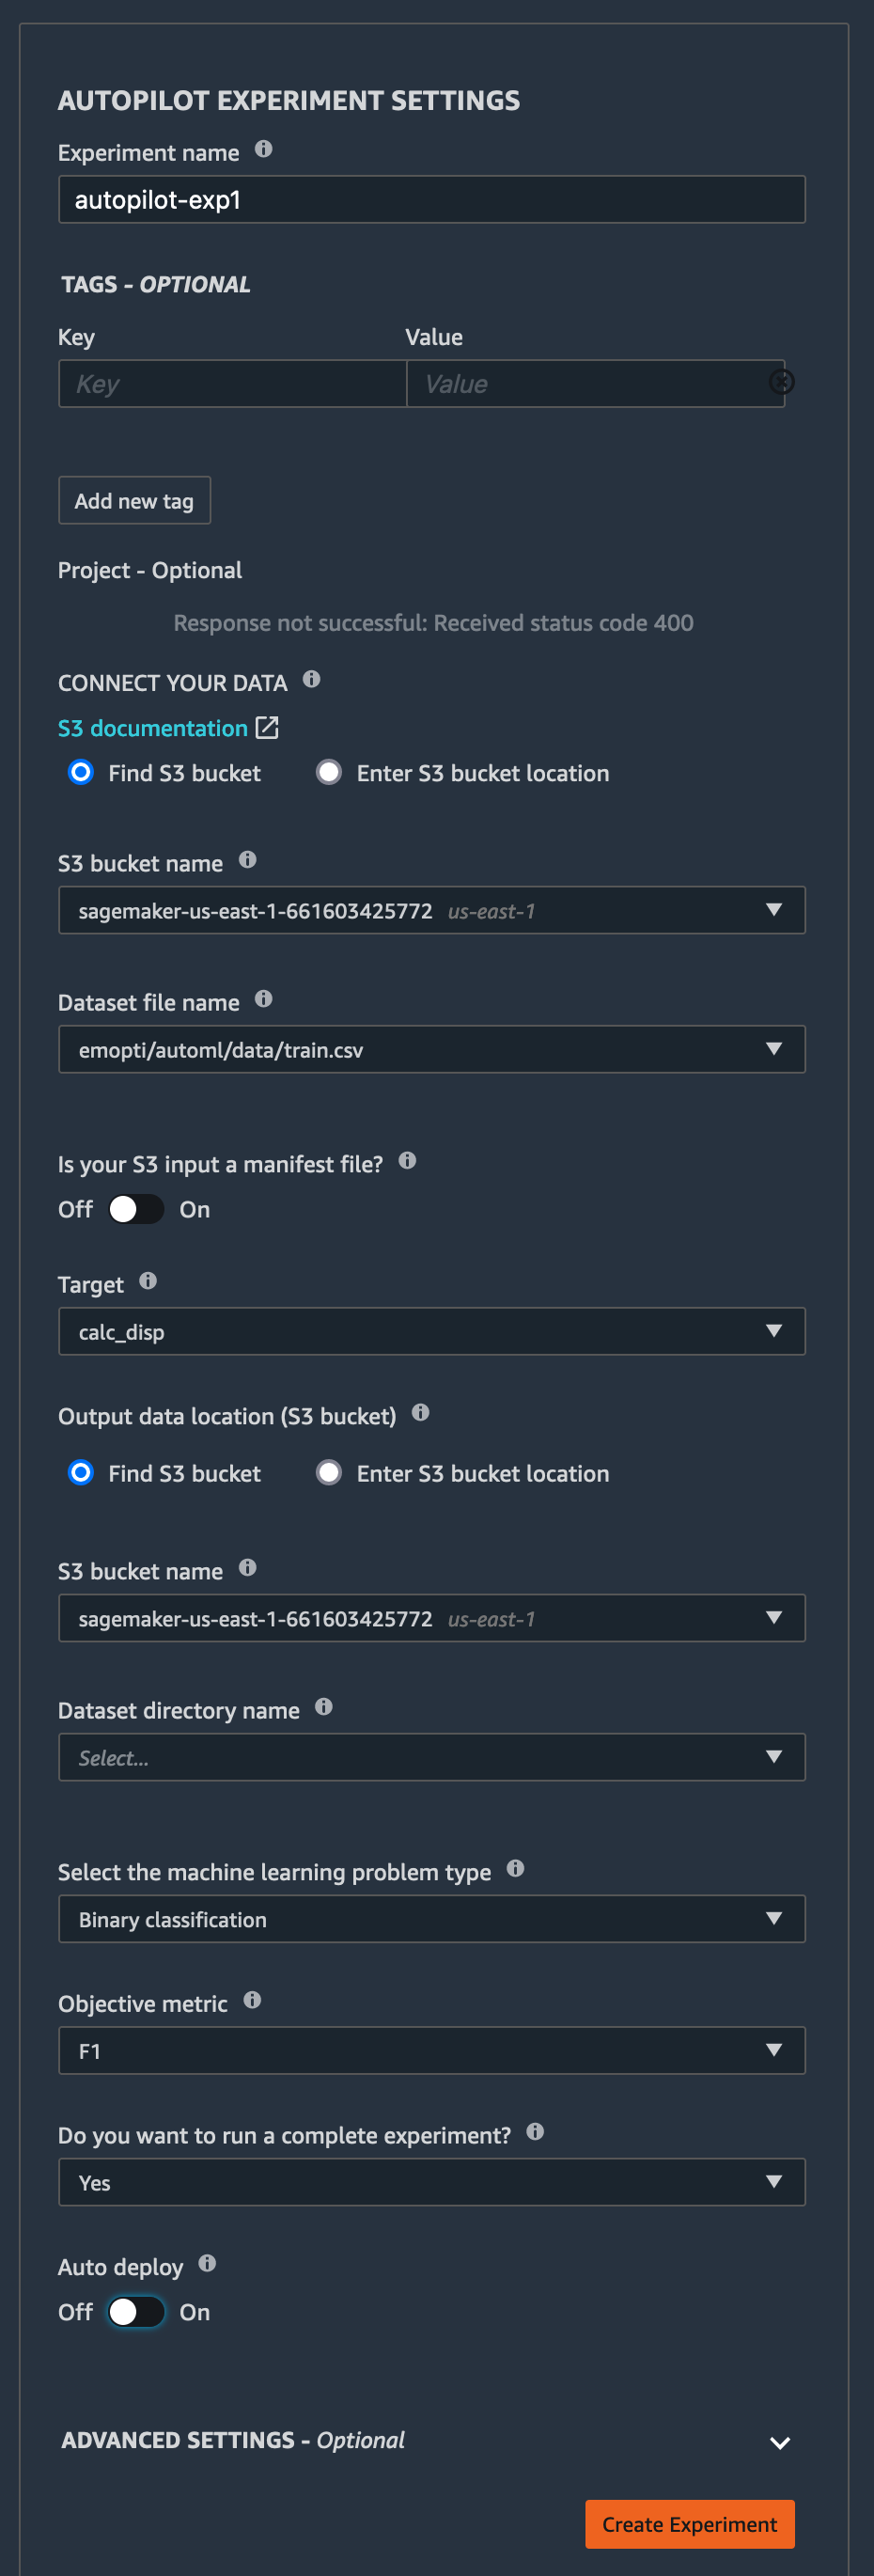 AUTOPILOT EXPERIMENT SETTINGS
Experiment name
autopilot-exp1
TAGS - OPTIONAL
Key Value
Key Value
Add new tag
Project - Optional
Response not successful: Received status code 400
CONNECT YOUR DATA
S3 documentation
Find S3 bucket Enter S3 bucket location
S3 bucket name
sagemaker-us-east-1-661603425772 us-east-1
Dataset file name
emopti/automl/data/train.csv
Is your S3 input a manifest file?
Off On
Target
calc_disp
Output data location (S3 bucket)
Find S3 bucket Enter S3 bucket location
S3 bucket name
sagemaker-us-east-1-661603425772 us-east-1
Dataset directory name
Select...
Select the machine learning problem type
Binary classification
Objective metric
F1
Do you want to run a complete experiment?
Yes
Auto deploy
Off On
ADVANCED SETTINGS - Optional
Create Experiment